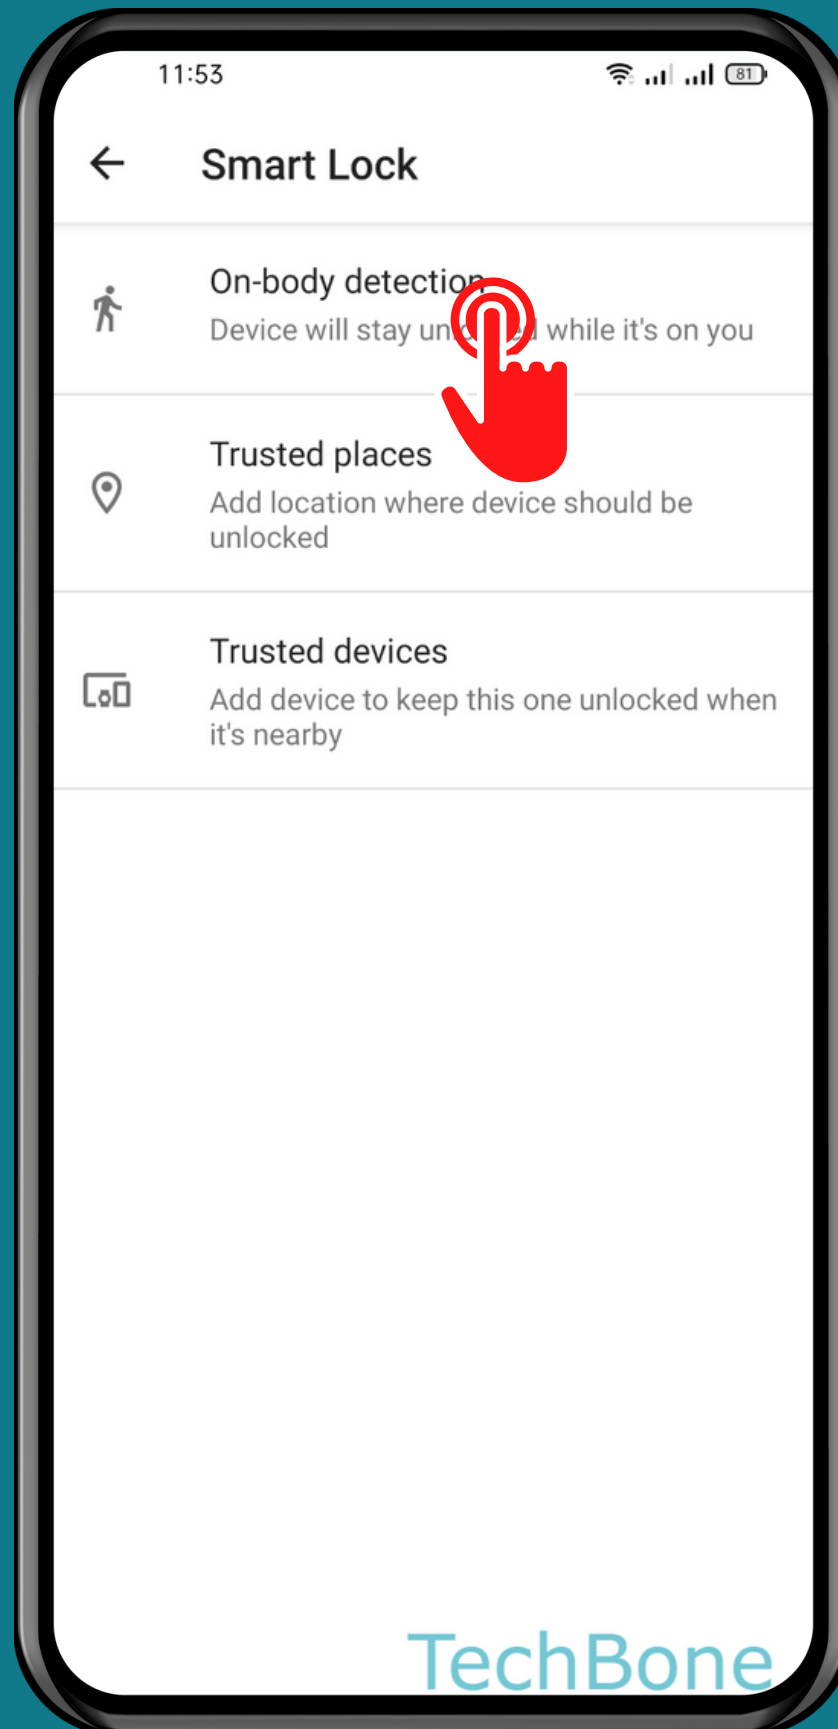 11:53
81
Smart Lock
On-body detection
Device will stay unlocked while it's on you
Trusted places
Add location where device should be
unlocked
Trusted devices
Add device to keep this one unlocked when
it's nearby
TechBone